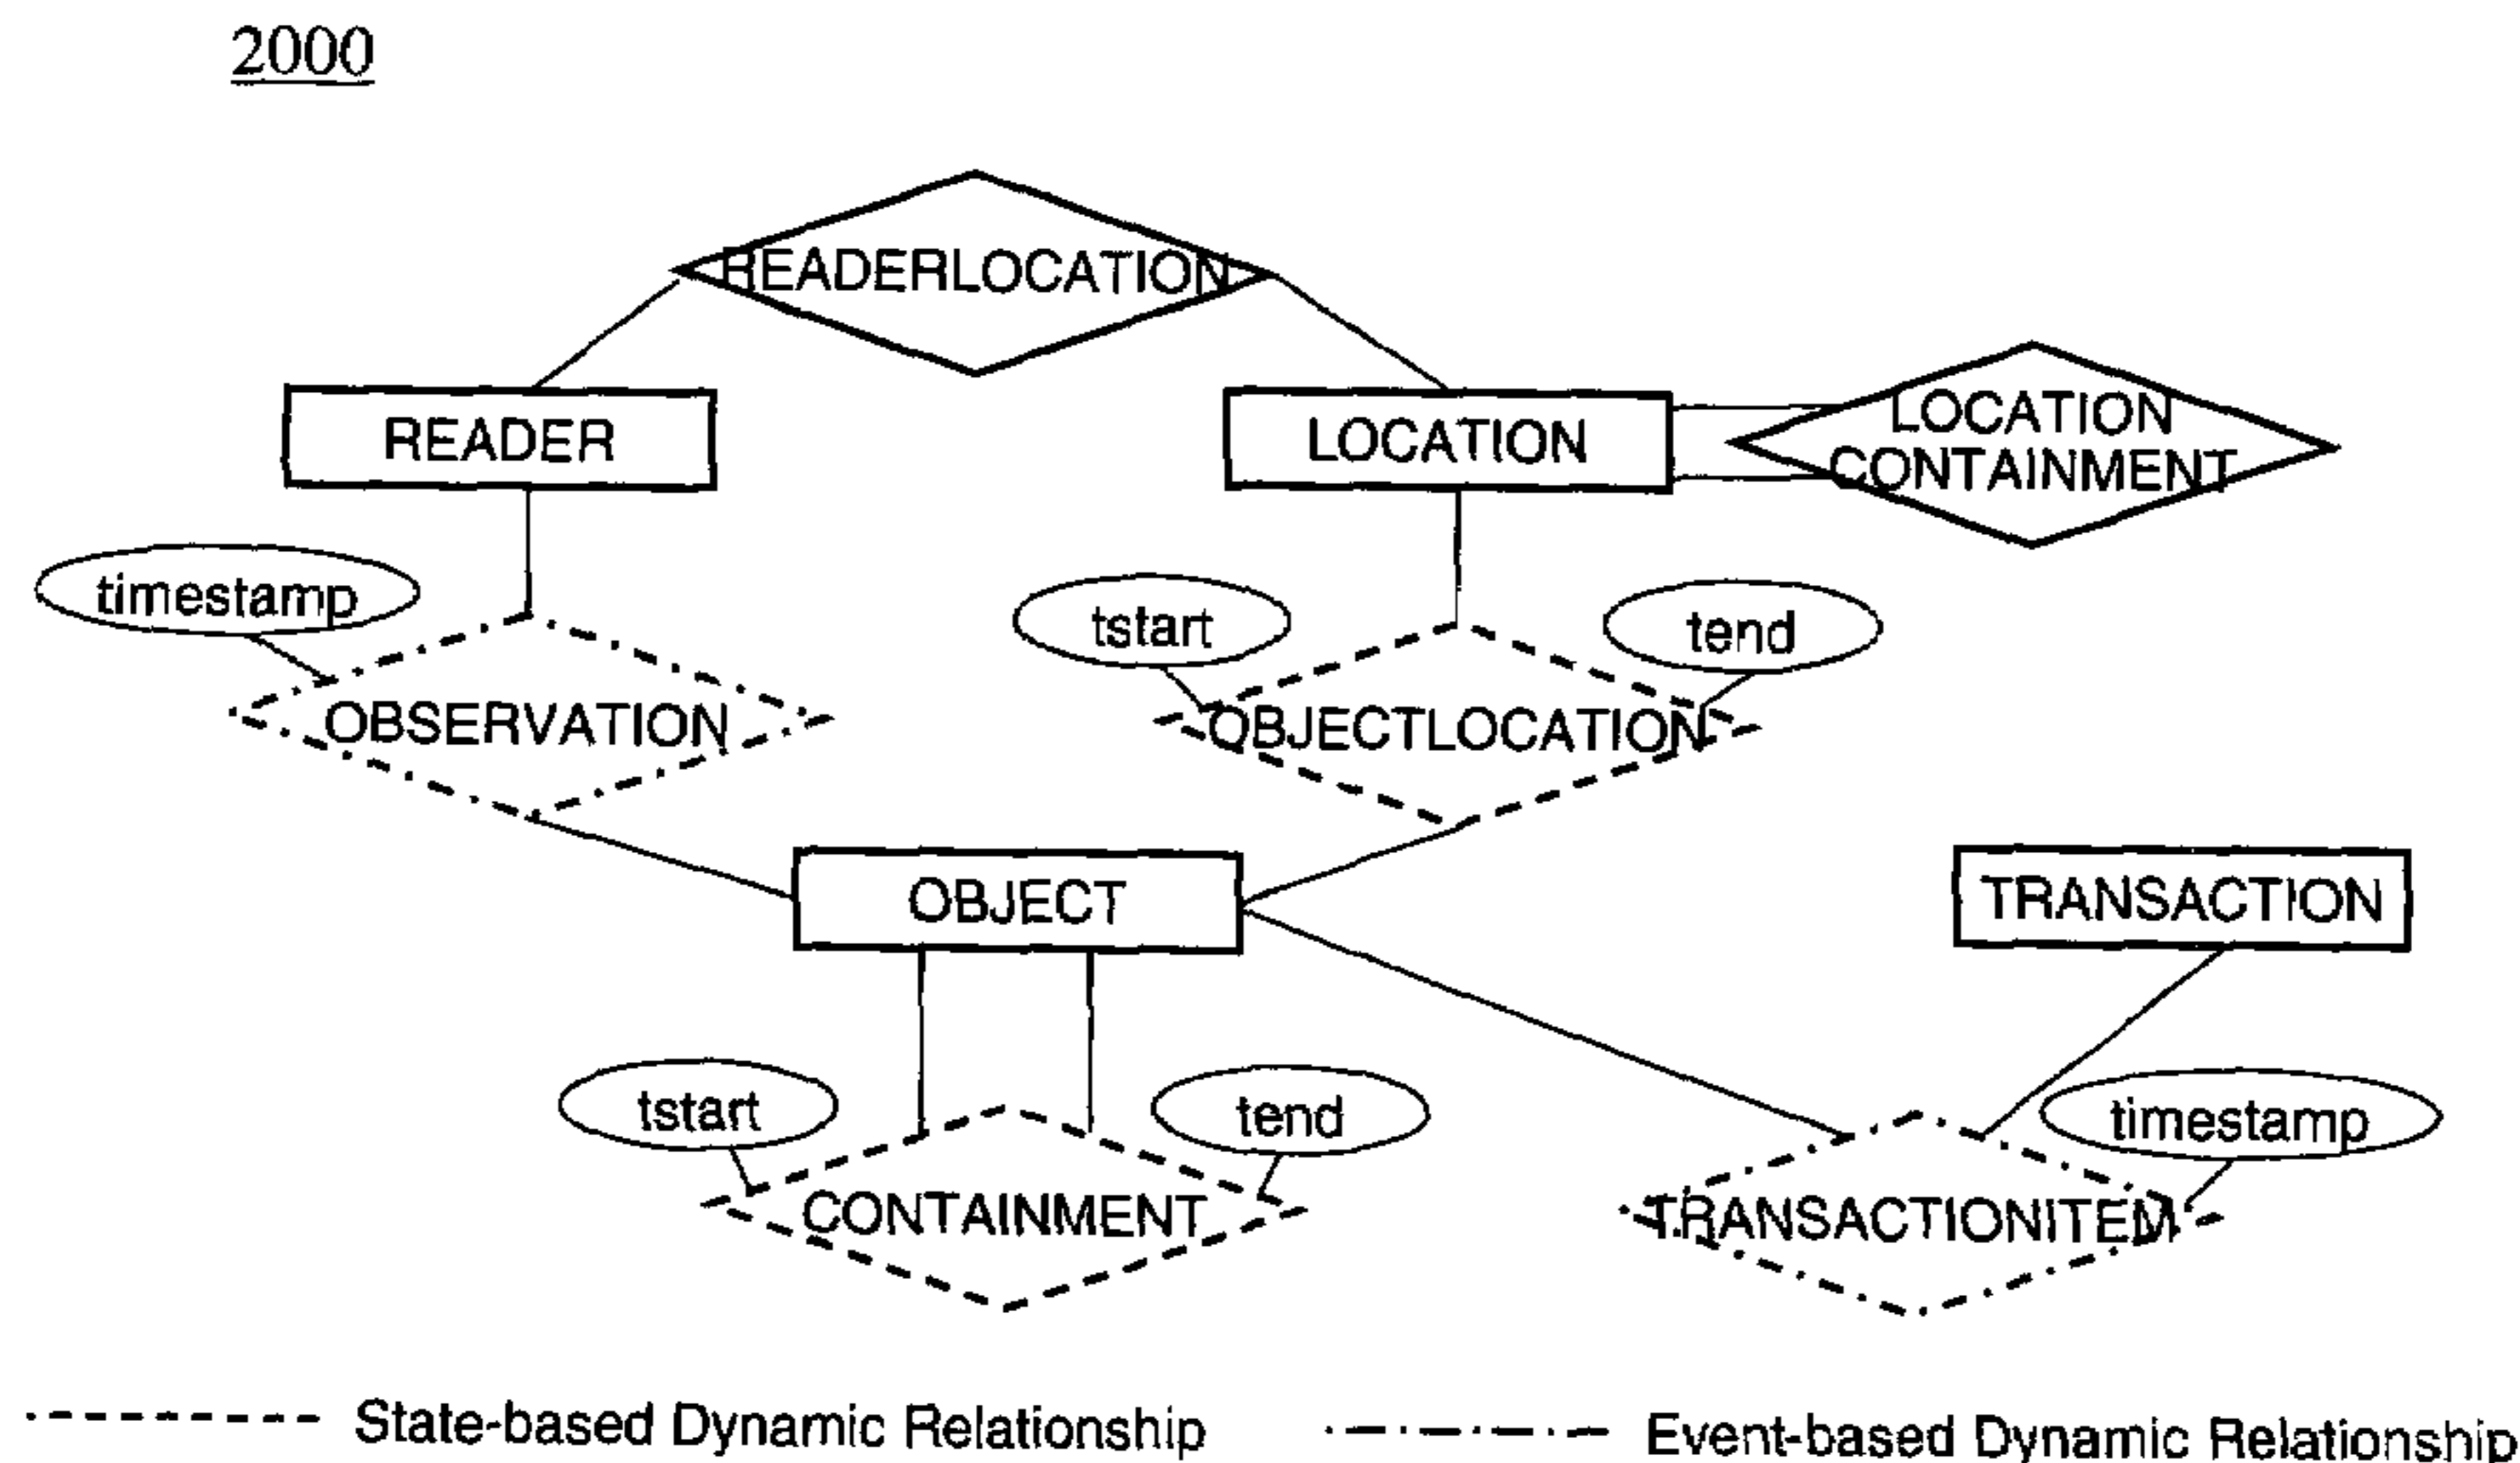 2000
READERLOCATION
READER
LOCATION
LOCATION
CONTAINMENT
timestamp
tstart
tend
OBSERVATION
OBJECTLOCATION
OBJECT
TRANSACTION
tstart
tend
timestamp
CONTAINMENT
TRANSACTIONITEM
State-based Dynamic Relationship
Event-based Dynamic Relationship